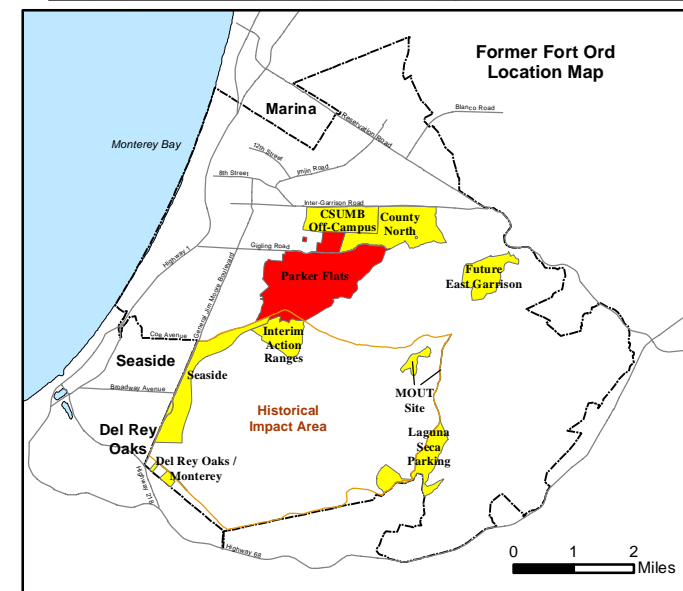 Former Fort Ord
Location Map
Marina
Blanco Road
Reservation Road
Monterey Bay
12th Street
Imjin Road
8th Street
Inter-Garrison Road
CSUMB
Off-Campus
County
North
Gigling Road
Highway 1
General Jim Moore Boulevard
Parker Flats
Future
East Garrison
Coe Avenue
Interim
Action
Ranges
Seaside
Seaside
Broadway Avenue
MOUT
Site
Historical
Impact Area
Del Rey
Oaks
Laguna
Seca
Parking
Del Rey Oaks /
Monterey
Highway 218
Highway 68
0 1 2
Miles